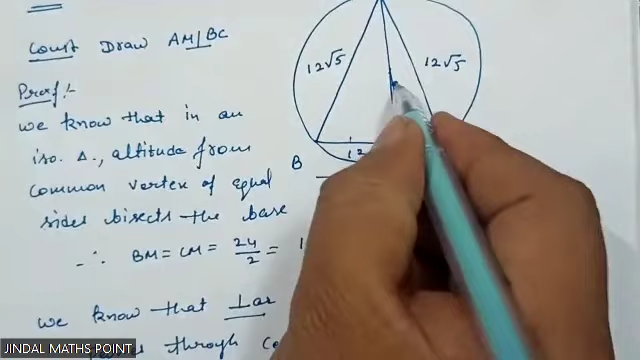 Const Draw AM⊥BC
Proof :-
we know that in an
iso. Δ, altitude from
common vertex of equal
sides bisects the base
∴ BM = CM = 24/2 =
we know that ⊥ar
through
12√5
12√5
12
B
JINDAL MATHS POINT